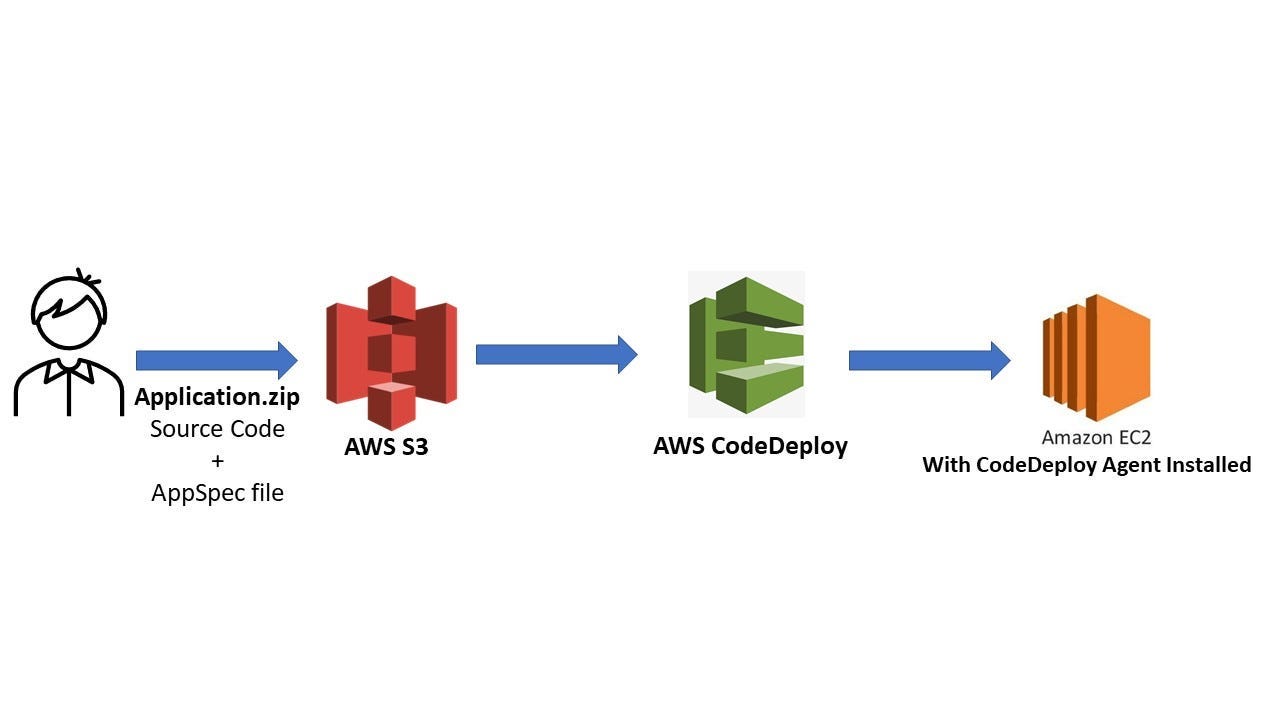 Application.zip
Source Code
+
AppSpec file
AWS S3
AWS CodeDeploy
Amazon EC2
With CodeDeploy Agent Installed